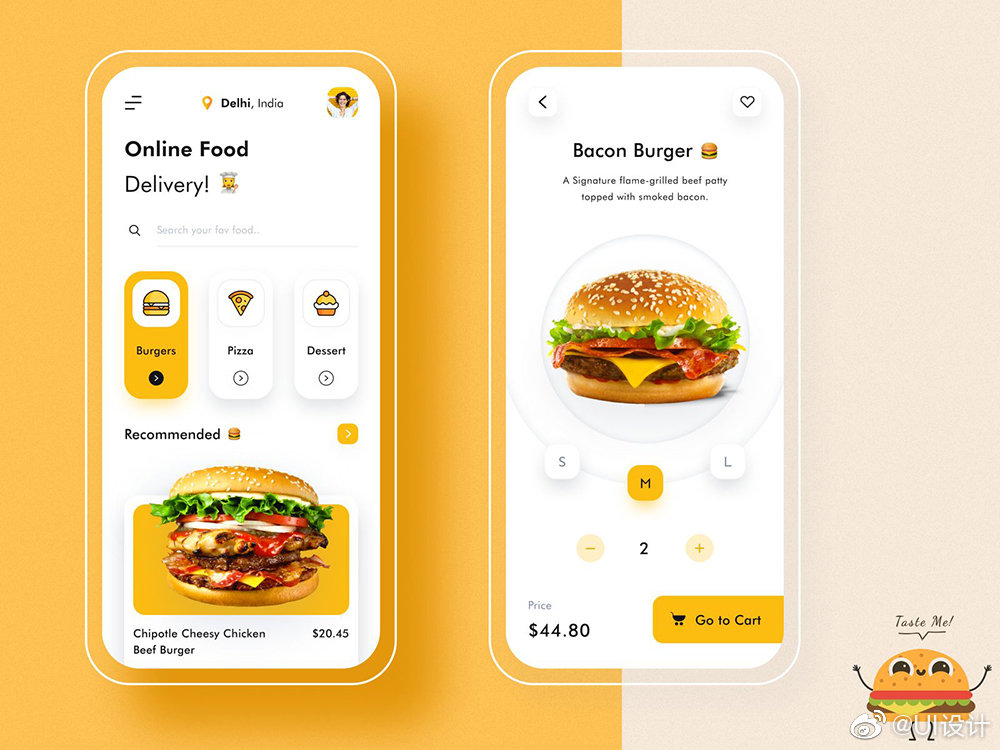 Delhi, India
Online Food
Delivery!
Search your fav food..
Burgers
Pizza
Dessert
Recommended
Chipotle Cheesy Chicken
Beef Burger
$20.45
Bacon Burger
A Signature flame-grilled beef patty
topped with smoked bacon.
S
M
L
2
Price
$44.80
Go to Cart
Taste Me!
@UI设计